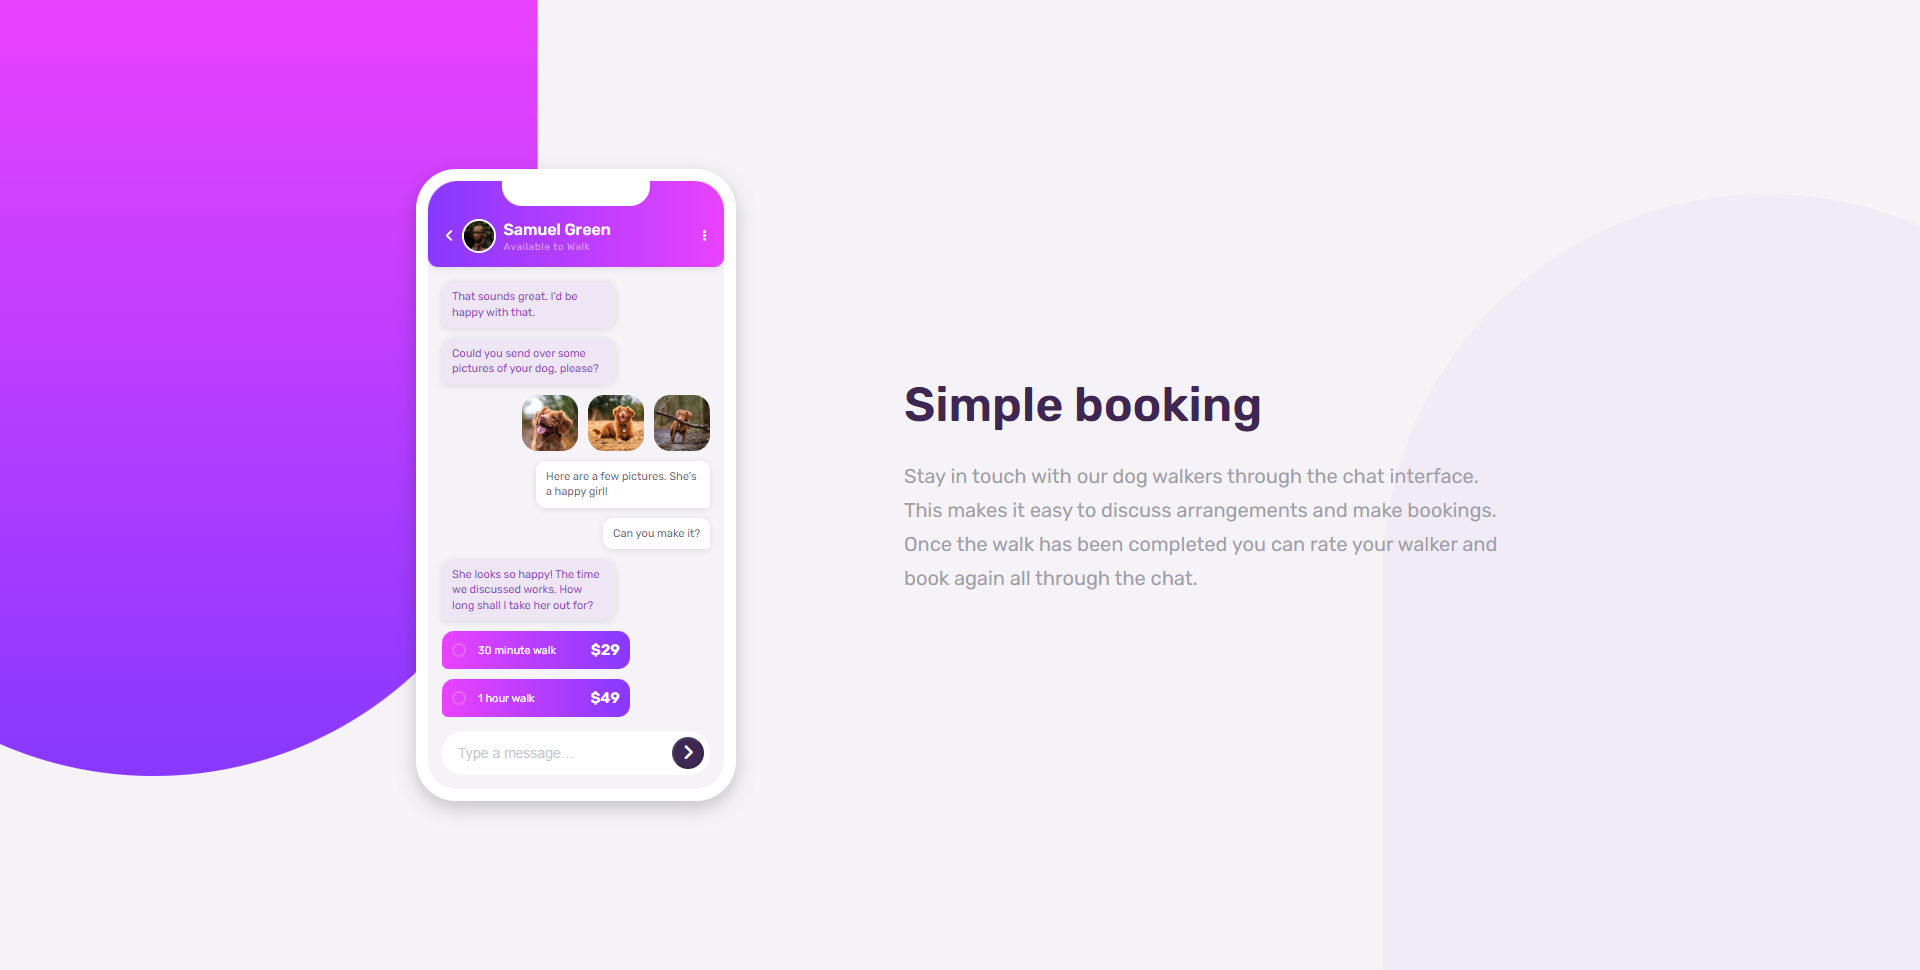 Samuel Green
Available to Walk
That sounds great. I'd be
happy with that.
Could you send over some
pictures of your dog, please?
Here are a few pictures. She's
a happy girl!
Can you make it?
She looks so happy! The time
we discussed works. How
long shall I take her out for?
30 minute walk $29
1 hour walk $49
Type a message...
Simple booking
Stay in touch with our dog walkers through the chat interface.
This makes it easy to discuss arrangements and make bookings.
Once the walk has been completed you can rate your walker and
book again all through the chat.